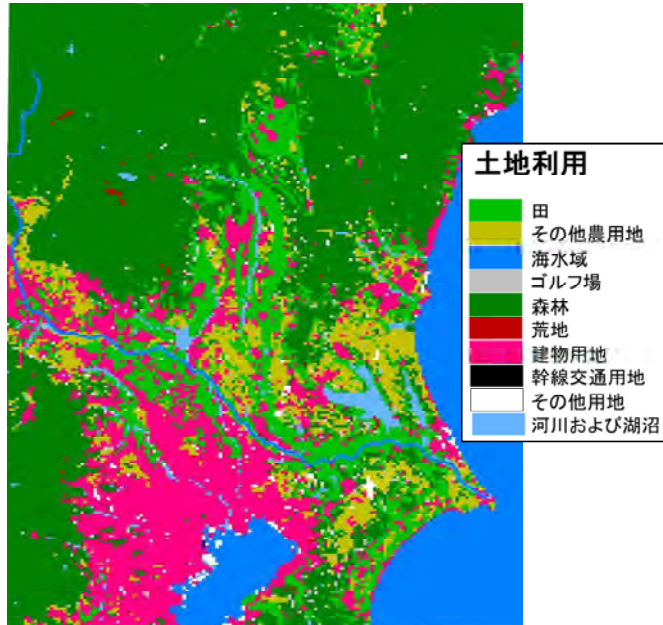 土地利用
田
その他農用地
海水域
ゴルフ場
森林
荒地
建物用地
幹線交通用地
その他用地
河川および湖沼